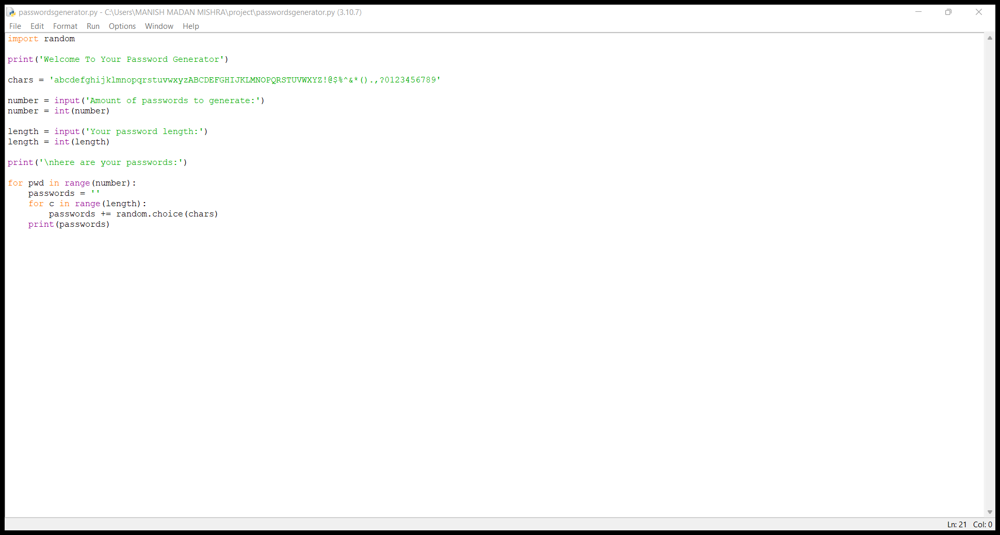 passwordsgenerator.py - C:\Users\MANISH MADAN MISHRA\project\passwordsgenerator.py (3.10.7)
File Edit Format Run Options Window Help
import random
print('Welcome To Your Password Generator')
chars = 'abcdefghijklmnopqrstuvwxyzABCDEFGHIJKLMNOPQRSTUVWXYZ!@$%^&*().,?0123456789'
number = input('Amount of passwords to generate:')
number = int(number)
length = input('Your password length:')
length = int(length)
print('\nhere are your passwords:')
for pwd in range(number):
    passwords = ''
    for c in range(length):
        passwords += random.choice(chars)
    print(passwords)
Ln: 21 Col: 0